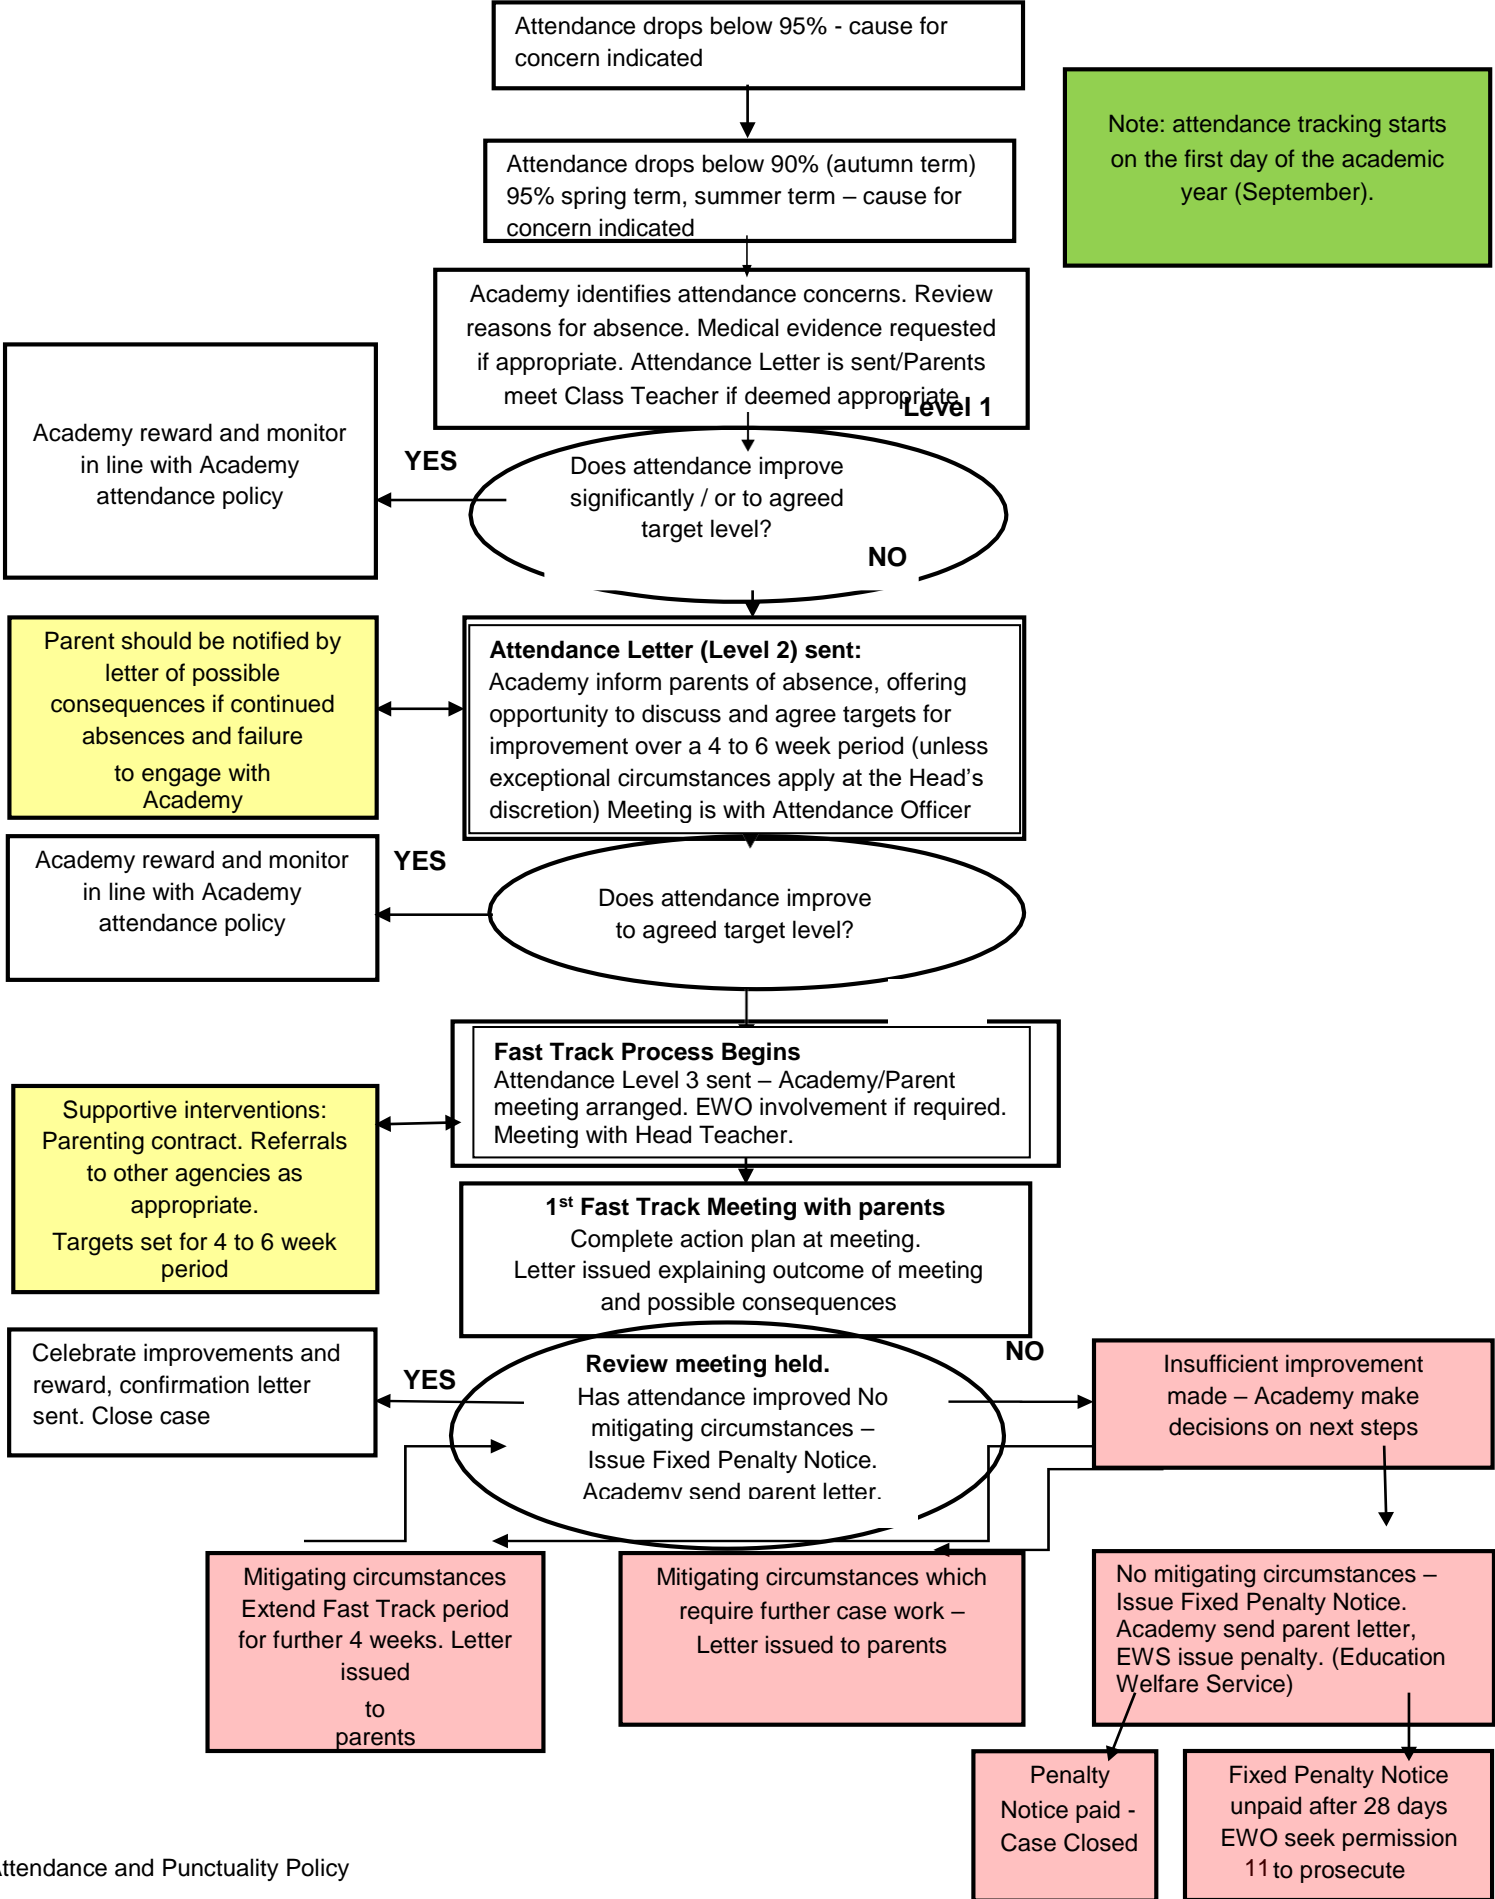 Attendance drops below 95% - cause for
concern indicated
Note: attendance tracking starts
on the first day of the academic
year (September).
Attendance drops below 90% (autumn term)
95% spring term, summer term – cause for
concern indicated
Academy identifies attendance concerns. Review
reasons for absence. Medical evidence requested
if appropriate. Attendance Letter is sent/Parents
meet Class Teacher if deemed appropriate
Level 1
Academy reward and monitor
in line with Academy
attendance policy
YES
Does attendance improve
significantly / or to agreed
target level?
NO
Parent should be notified by
letter of possible
consequences if continued
absences and failure
to engage with
Academy
Attendance Letter (Level 2) sent:
Academy inform parents of absence, offering
opportunity to discuss and agree targets for
improvement over a 4 to 6 week period (unless
exceptional circumstances apply at the Head’s
discretion) Meeting is with Attendance Officer
Academy reward and monitor
in line with Academy
attendance policy
YES
Does attendance improve
to agreed target level?
Fast Track Process Begins
Attendance Level 3 sent – Academy/Parent
meeting arranged. EWO involvement if required.
Meeting with Head Teacher.
Supportive interventions:
Parenting contract. Referrals
to other agencies as
appropriate.
Targets set for 4 to 6 week
period
1st Fast Track Meeting with parents
Complete action plan at meeting.
Letter issued explaining outcome of meeting
and possible consequences
Celebrate improvements and
reward, confirmation letter
sent. Close case
YES
Review meeting held.
Has attendance improved No
mitigating circumstances –
Issue Fixed Penalty Notice.
Academy send parent letter.
NO
Insufficient improvement
made – Academy make
decisions on next steps
Mitigating circumstances
Extend Fast Track period
for further 4 weeks. Letter
issued
to
parents
Mitigating circumstances which
require further case work –
Letter issued to parents
No mitigating circumstances –
Issue Fixed Penalty Notice.
Academy send parent letter,
EWS issue penalty. (Education
Welfare Service)
Penalty
Notice paid -
Case Closed
Fixed Penalty Notice
unpaid after 28 days
EWO seek permission
to prosecute
ttendance and Punctuality Policy
11